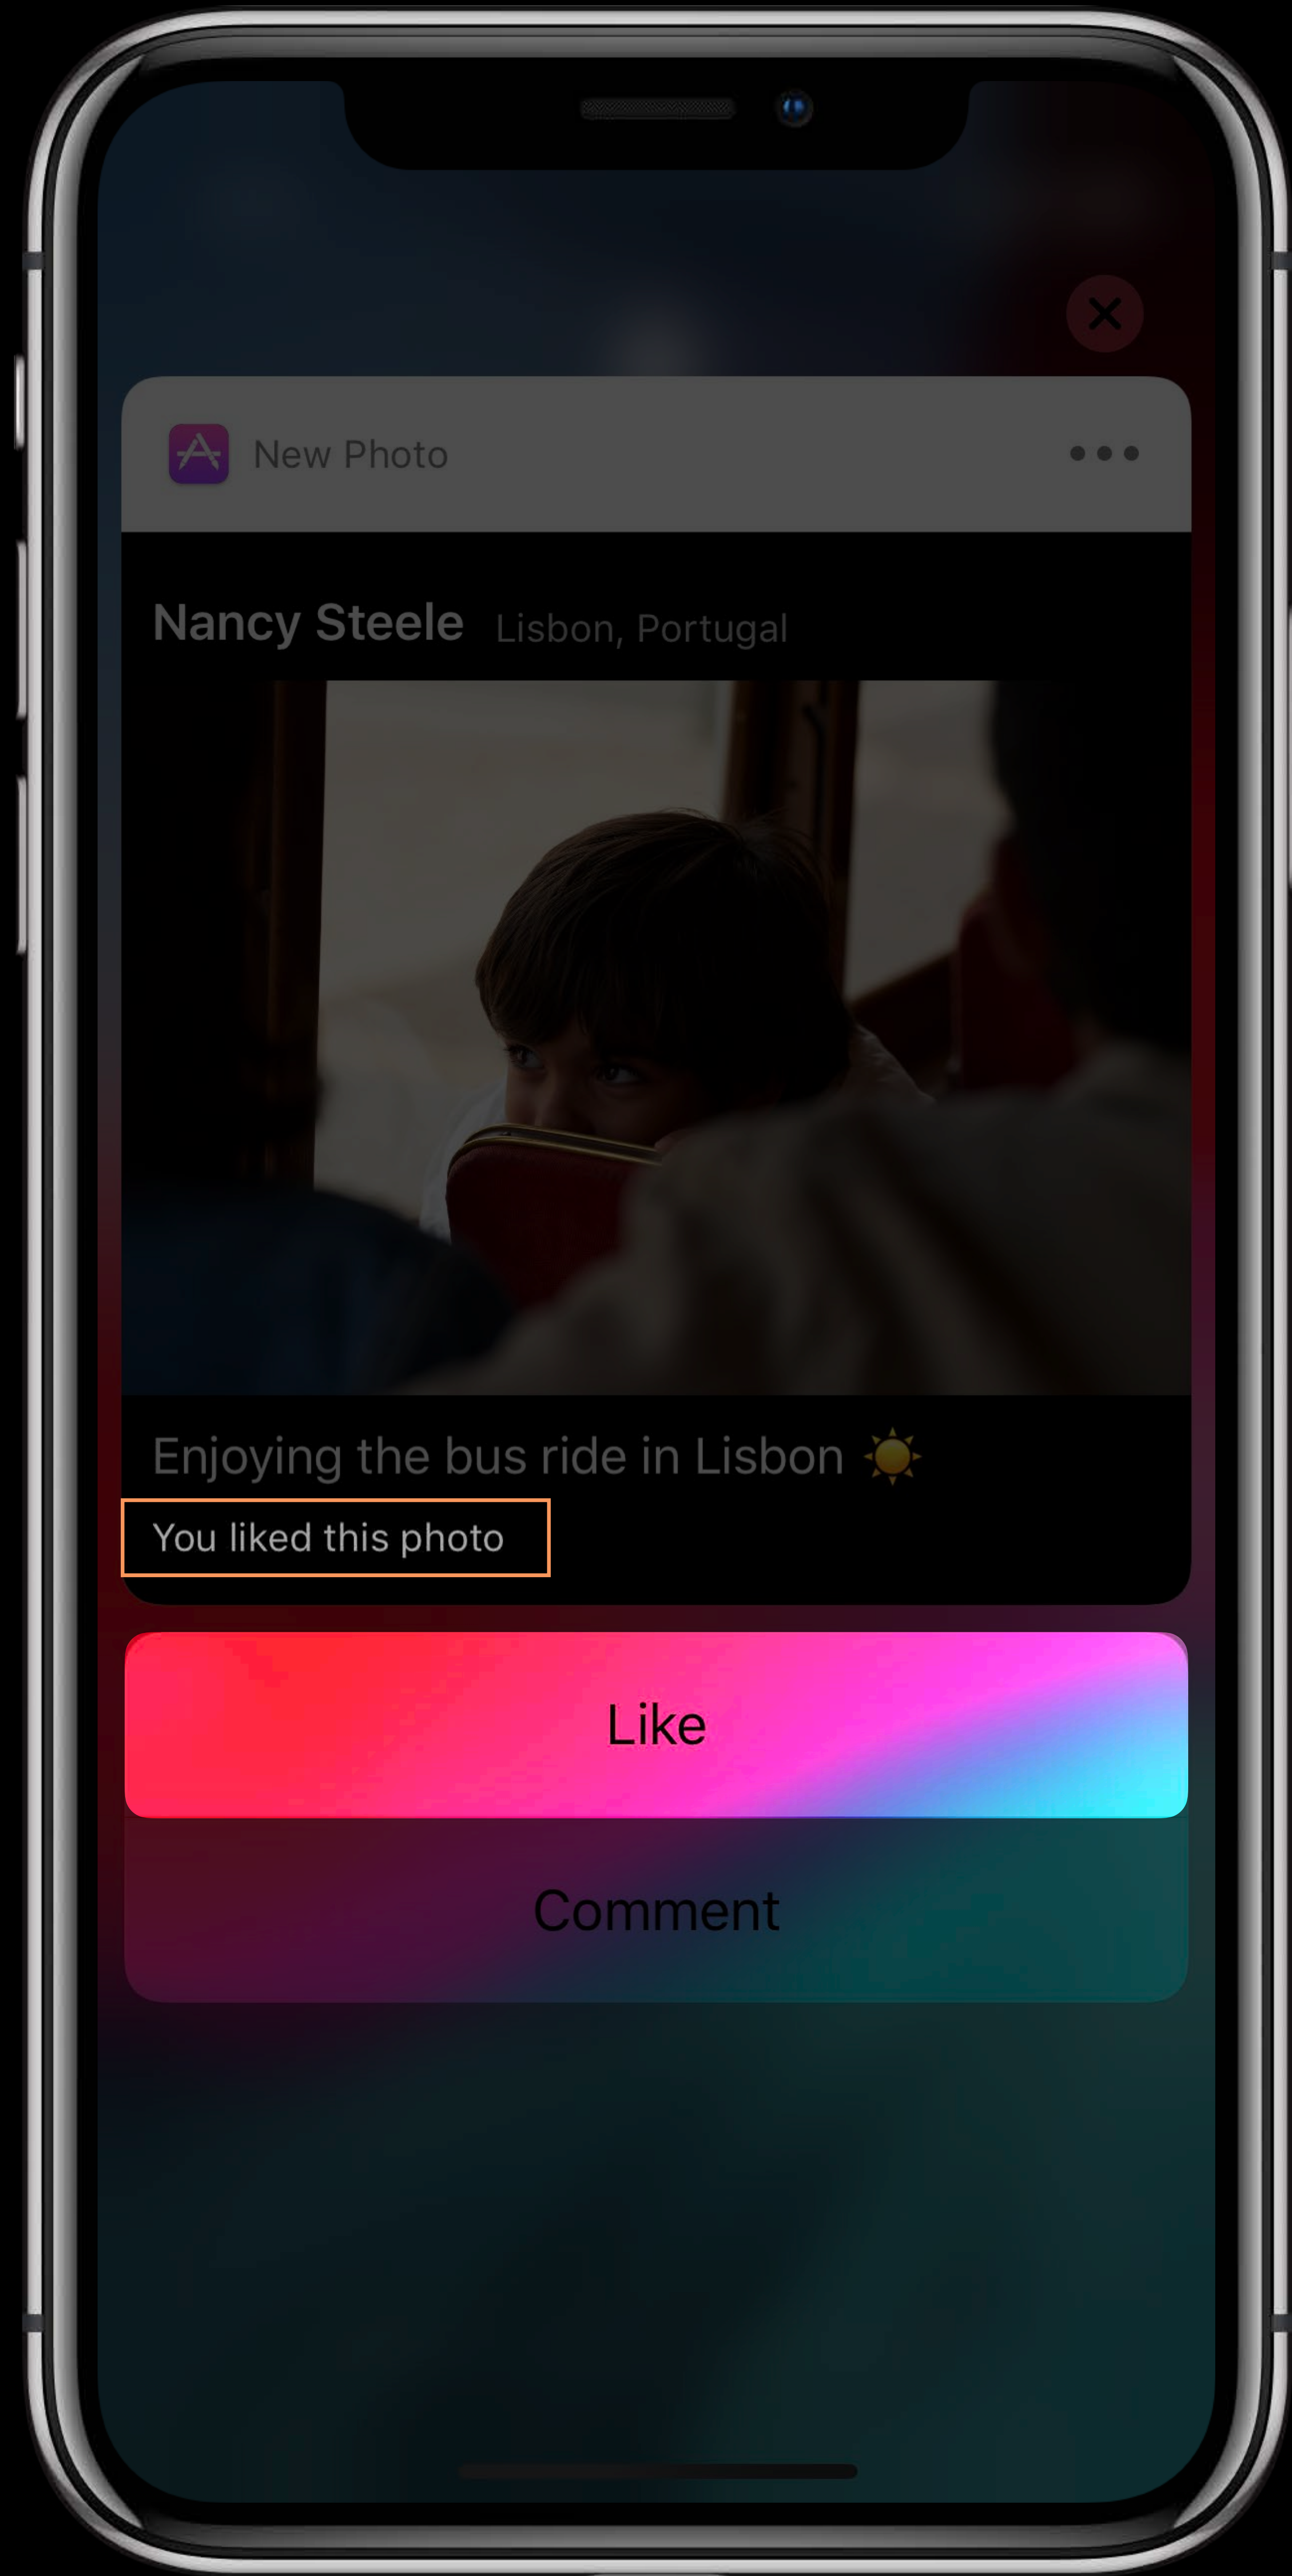 New Photo
Nancy Steele Lisbon, Portugal
Enjoying the bus ride in Lisbon ☀️
You liked this photo
Like
Comment